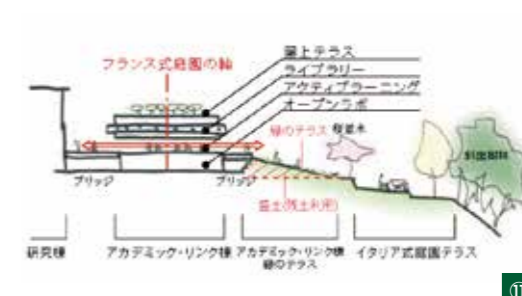 フランス式庭園の軸
屋上テラス
ライブラリー
アクティブラーニング
オープンラボ
緑のテラス
桜並木
斜面樹林
ブリッジ
ブリッジ
盛土(残土利用)
研究棟
アカデミック・リンク棟
アカデミック・リンク棟
緑のテラス
イタリア式庭園テラス
⑪